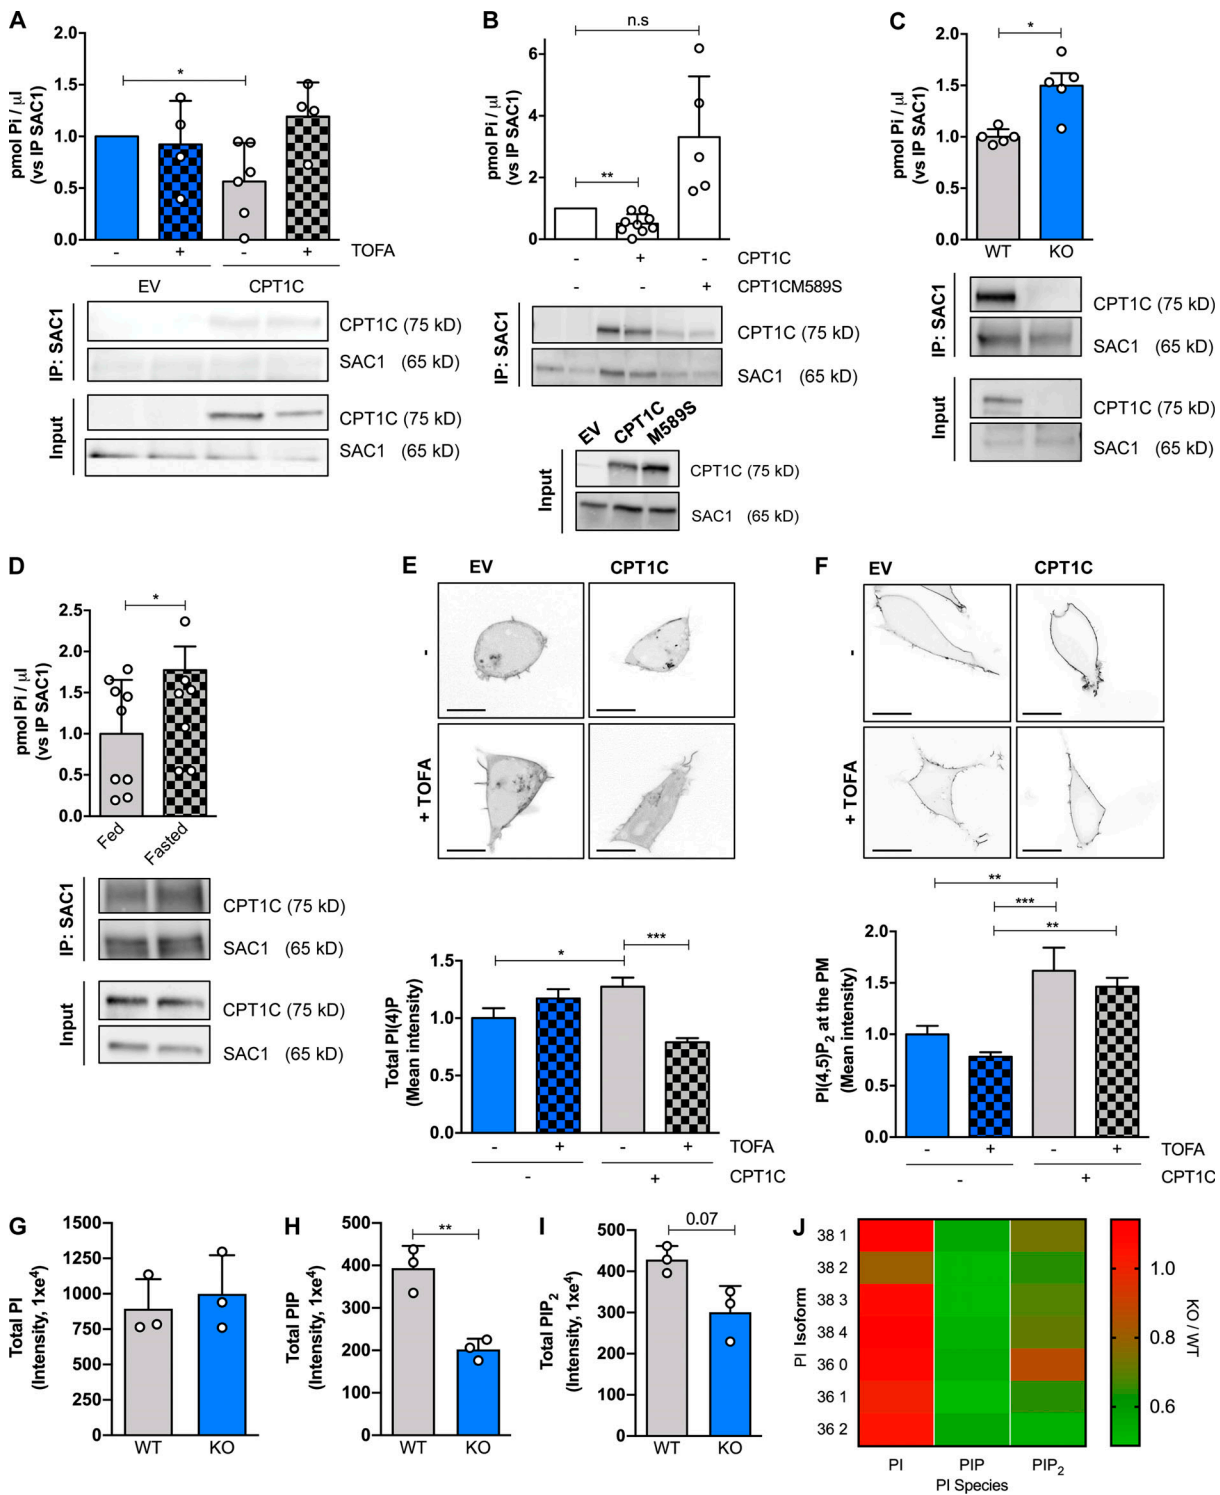 A
pmol Pi / μl
(vs IP SAC1)
2.0
1.5
1.0
0.5
0.0
*
- + - + TOFA
EV CPT1C
IP: SAC1
CPT1C (75 kD)
SAC1 (65 kD)
Input
CPT1C (75 kD)
SAC1 (65 kD)
B
pmol Pi / μl
(vs IP SAC1)
6
4
2
0
n.s
**
- + - CPT1C
- - + CPT1CM589S
IP: SAC1
CPT1C (75 kD)
SAC1 (65 kD)
EV CPT1C M589S
Input
CPT1C (75 kD)
SAC1 (65 kD)
C
pmol Pi / μl
(vs IP SAC1)
2.0
1.5
1.0
0.5
0.0
*
WT KO
IP: SAC1
CPT1C (75 kD)
SAC1 (65 kD)
Input
CPT1C (75 kD)
SAC1 (65 kD)
D
pmol Pi / μl
(vs IP SAC1)
2.5
2.0
1.5
1.0
0.5
0.0
*
Fed Fasted
IP: SAC1
CPT1C (75 kD)
SAC1 (65 kD)
Input
CPT1C (75 kD)
SAC1 (65 kD)
E
EV CPT1C
-
+ TOFA
Total PI(4)P
(Mean intensity)
1.5
1.0
0.5
0.0
* ***
- + - + TOFA
- + CPT1C
F
EV CPT1C
-
+ TOFA
PI(4,5)P2 at the PM
(Mean intensity)
2.0
1.5
1.0
0.5
0.0
**
***
**
- + - + TOFA
- + CPT1C
G
Total PI
(Intensity, 1xe⁴)
1500
1250
1000
750
500
250
0
WT KO
H
Total PIP
(Intensity, 1xe⁴)
500
400
300
200
100
0
**
WT KO
I
Total PIP2
(Intensity, 1xe⁴)
500
400
300
200
100
0
0.07
WT KO
J
PI Isoform
38 1
38 2
38 3
38 4
36 0
36 1
36 2
PI PIP PIP2
PI Species
1.0
0.8
0.6
KO / WT